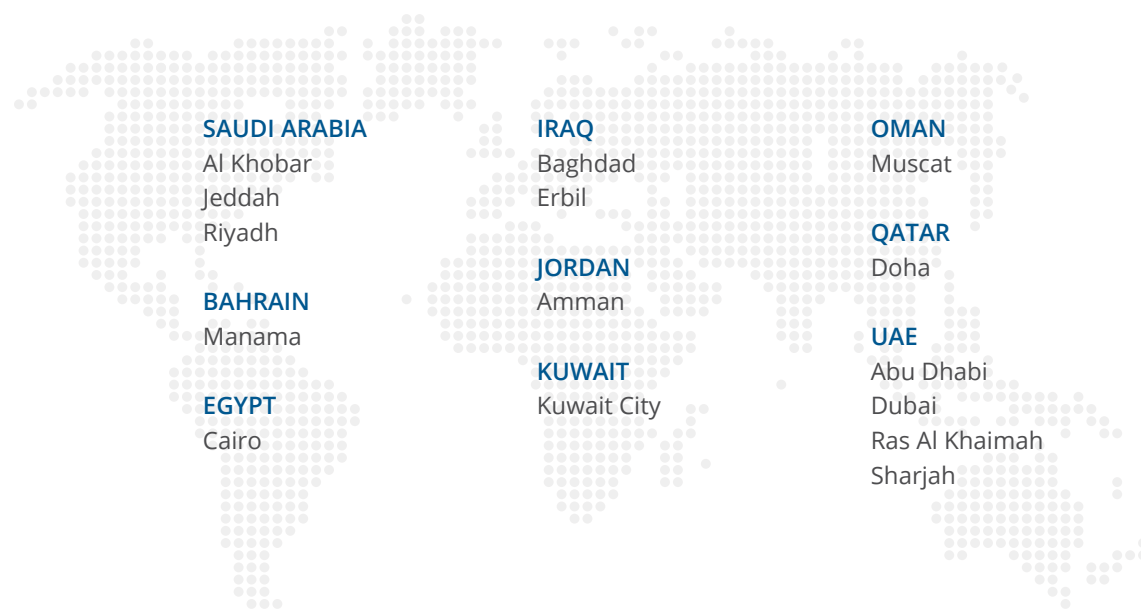 SAUDI ARABIA
Al Khobar
Jeddah
Riyadh
BAHRAIN
Manama
EGYPT
Cairo
IRAQ
Baghdad
Erbil
JORDAN
Amman
KUWAIT
Kuwait City
OMAN
Muscat
QATAR
Doha
UAE
Abu Dhabi
Dubai
Ras Al Khaimah
Sharjah